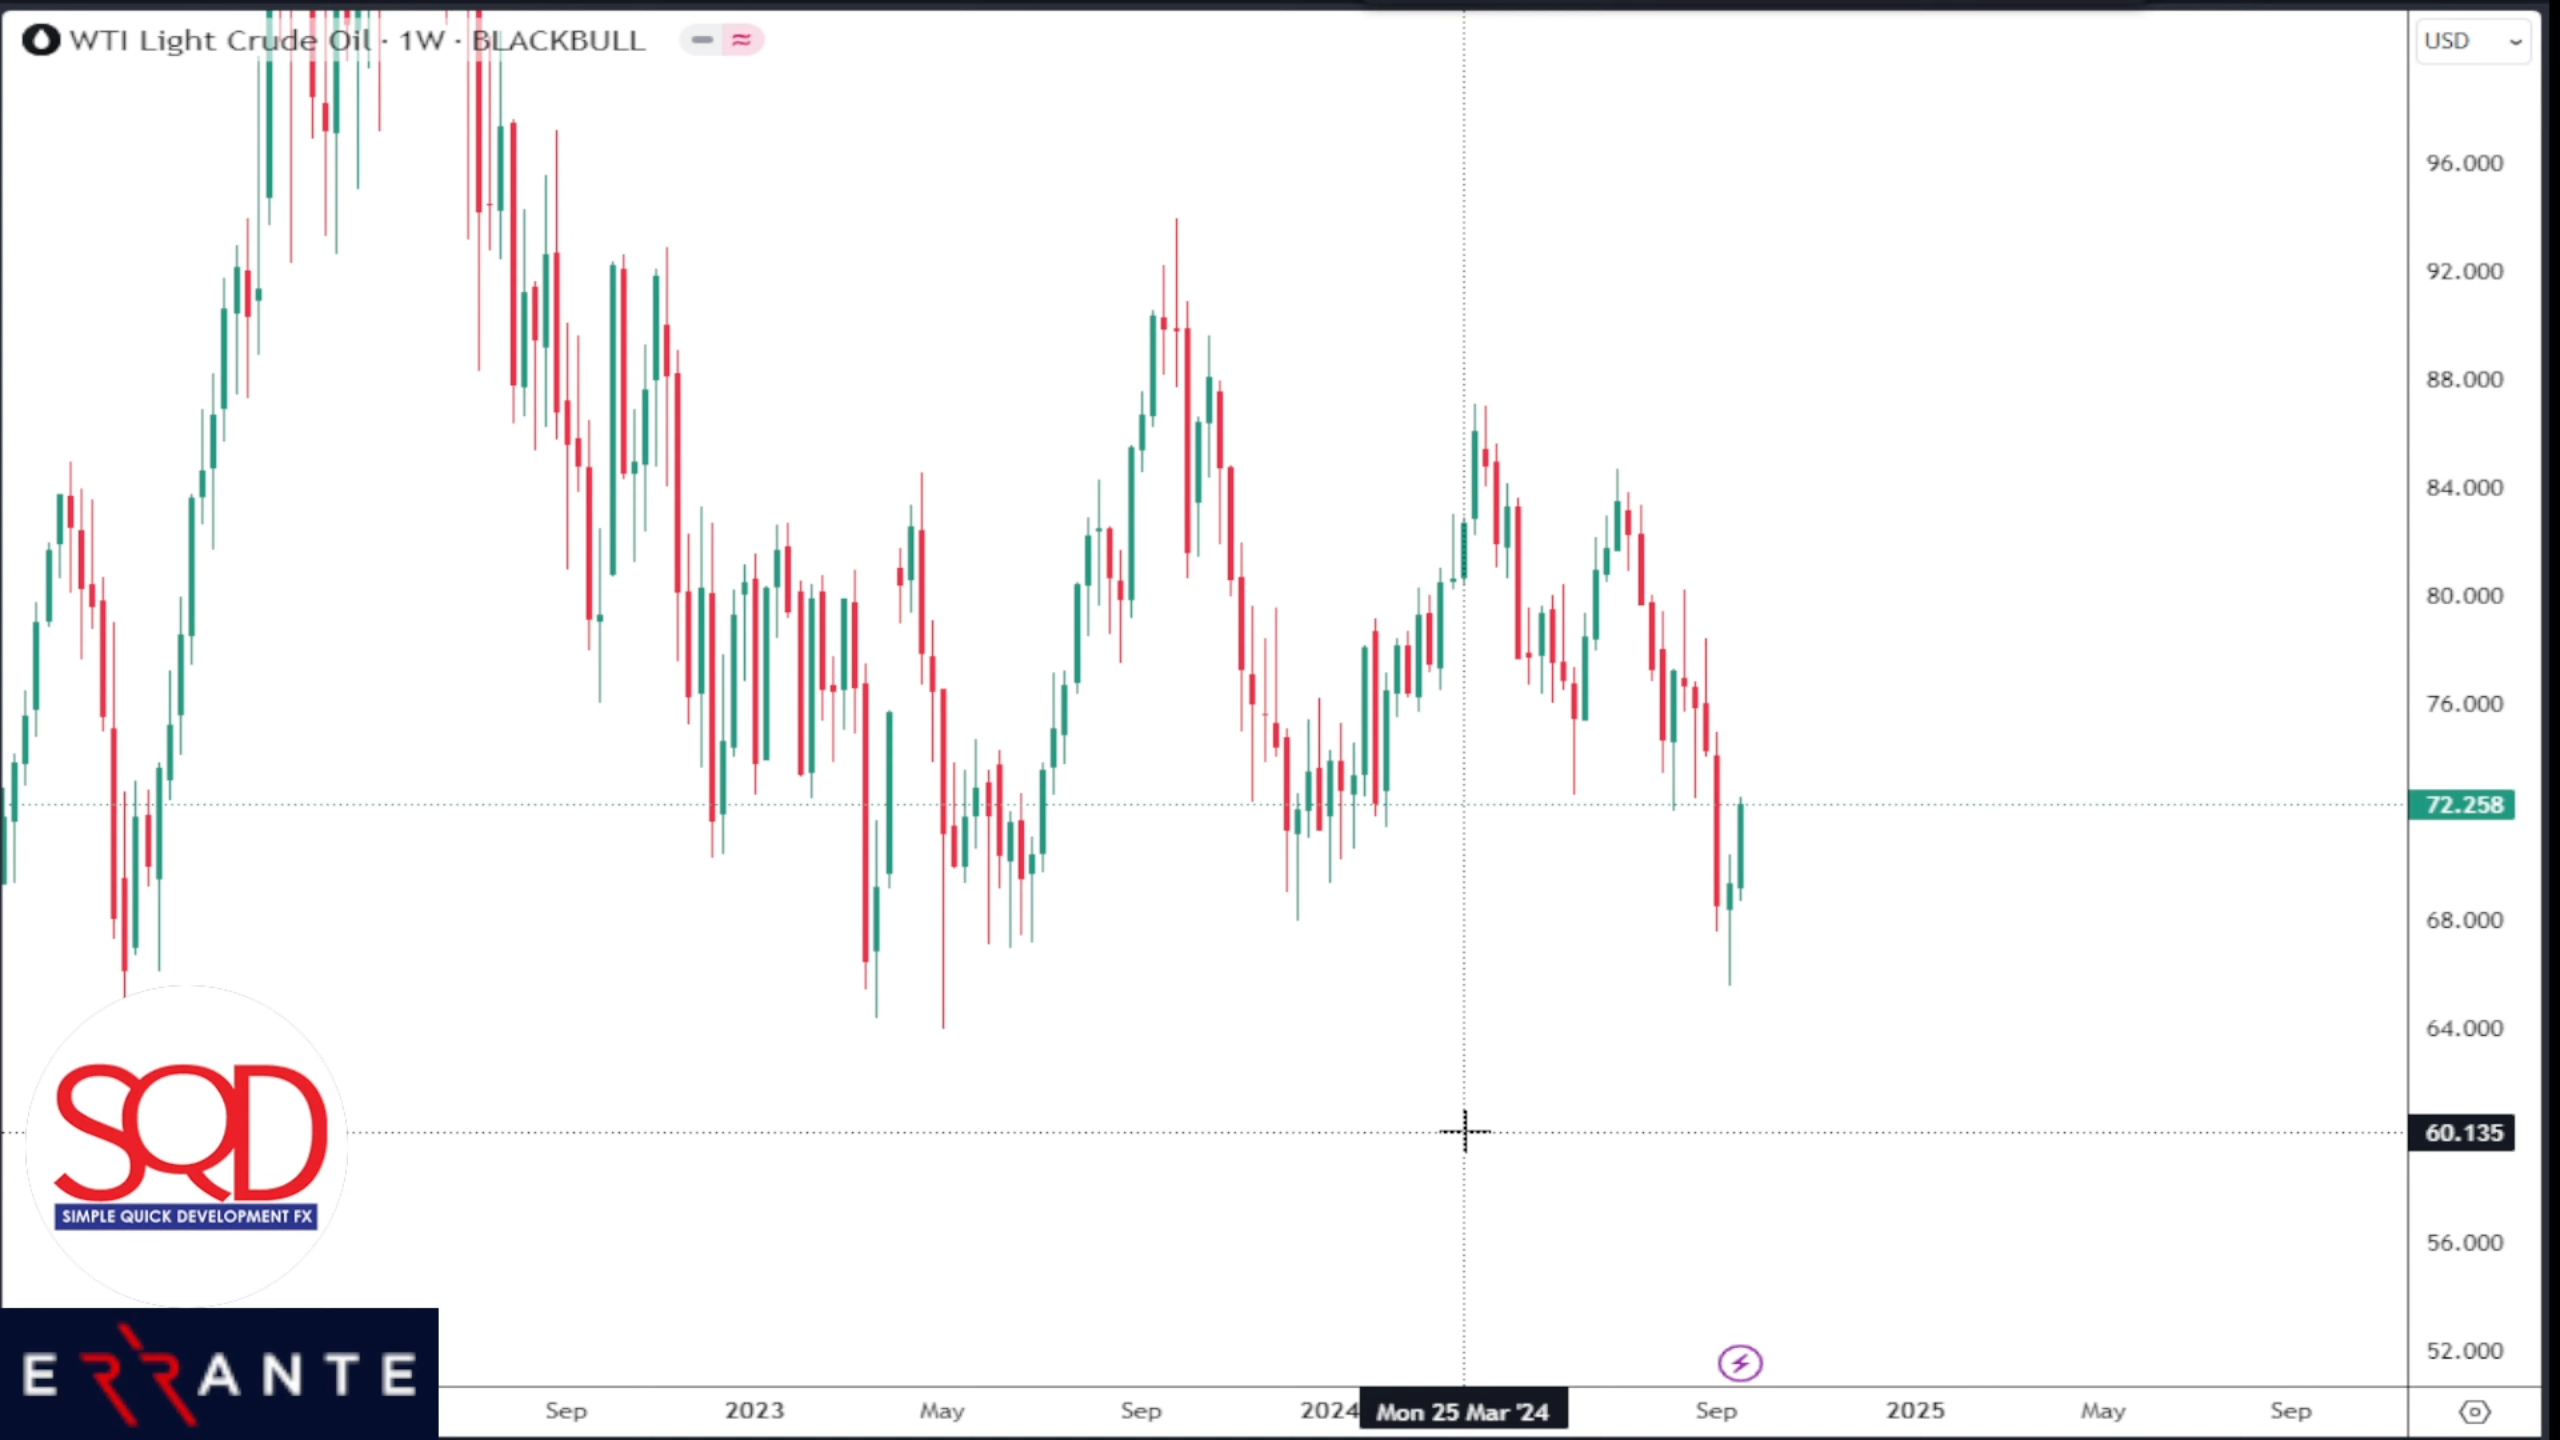 WTI Light Crude Oil · 1W · BLACKBULL
USD
96.000
92.000
88.000
84.000
80.000
76.000
72.258
68.000
64.000
60.135
56.000
52.000
SQD
SIMPLE QUICK DEVELOPMENT FX
ERRANTE
Sep
2023
May
Sep
2024
Mon 25 Mar '24
Sep
2025
May
Sep